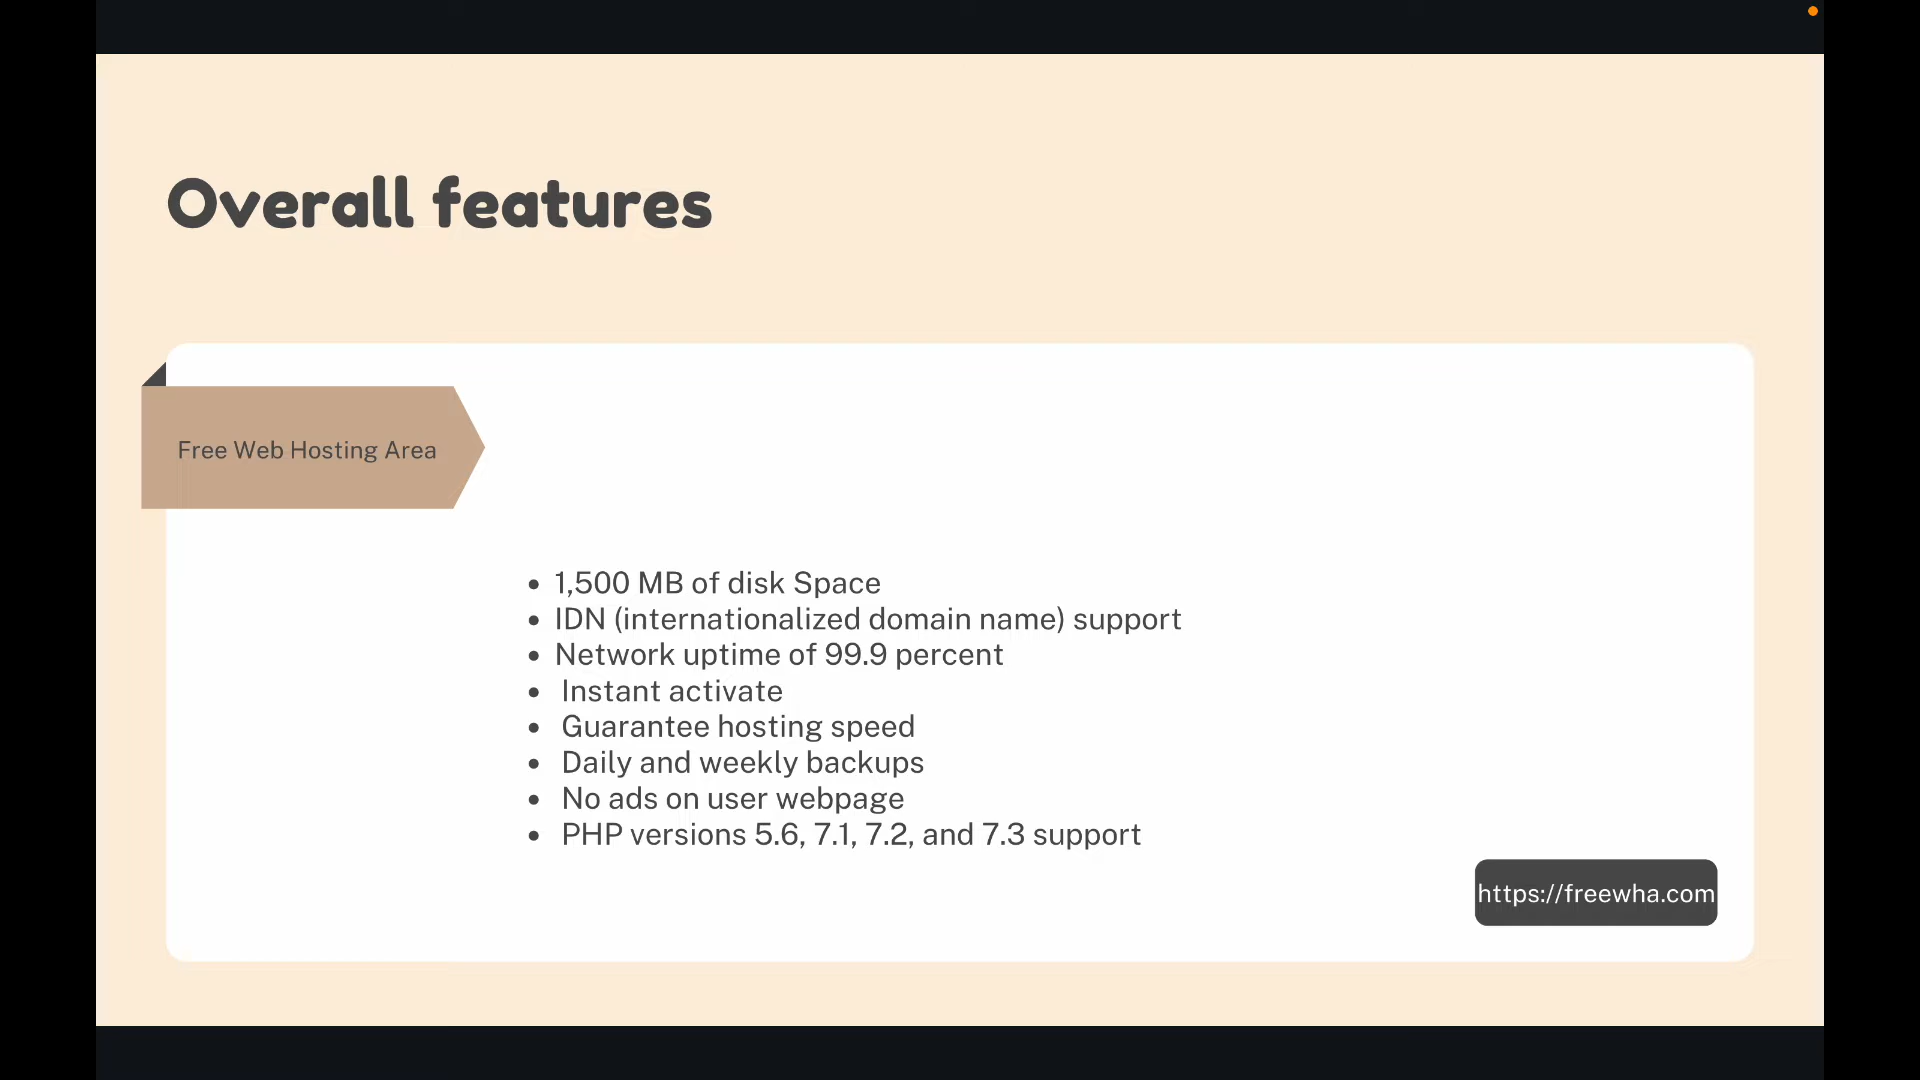 Overall features
Free Web Hosting Area
• 1,500 MB of disk Space
• IDN (internationalized domain name) support
• Network uptime of 99.9 percent
• Instant activate
• Guarantee hosting speed
• Daily and weekly backups
• No ads on user webpage
• PHP versions 5.6, 7.1, 7.2, and 7.3 support
https://freewha.com